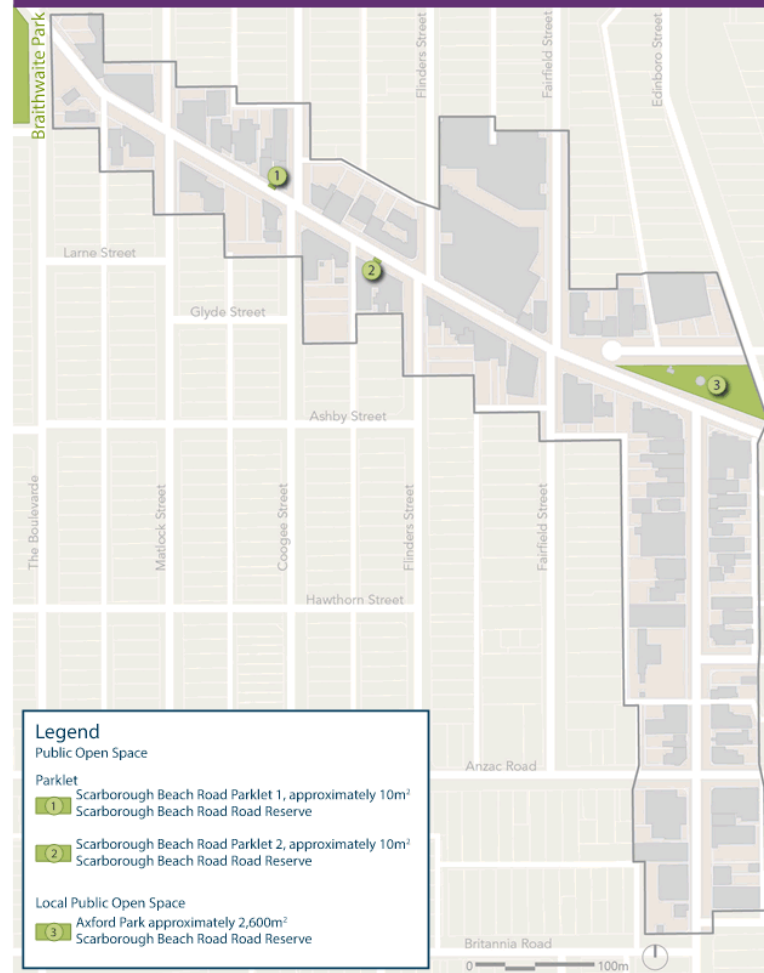 Braithwaite Park
Flinders Street
Fairfield Street
Edinboro Street
1
2
3
Larne Street
Glyde Street
Ashby Street
The Boulevarde
Matlock Street
Coogee Street
Flinders Street
Fairfield Street
Hawthorn Street
Anzac Road
Britannia Road
0
100m
Legend
Public Open Space
Parklet
1
Scarborough Beach Road Parklet 1, approximately 10m²
Scarborough Beach Road Road Reserve
2
Scarborough Beach Road Parklet 2, approximately 10m²
Scarborough Beach Road Road Reserve
Local Public Open Space
3
Axford Park approximately 2,600m²
Scarborough Beach Road Road Reserve